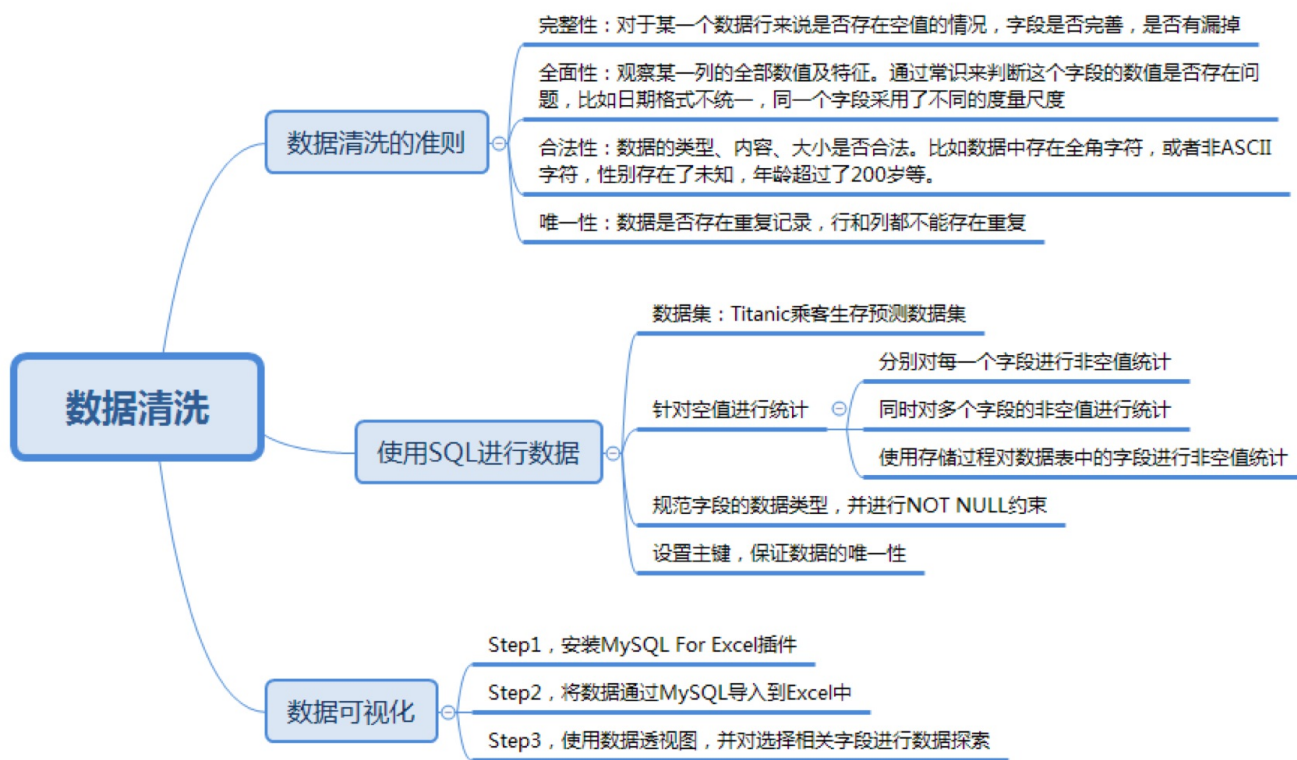 数据清洗
数据清洗的准则
完整性：对于某一个数据行来说是否存在空值的情况，字段是否完善，是否有漏掉
全面性：观察某一列的全部数值及特征。通过常识来判断这个字段的数值是否存在问
题，比如日期格式不统一，同一个字段采用了不同的度量尺度
合法性：数据的类型、内容、大小是否合法。比如数据中存在全角字符，或者非ASCII
字符，性别存在了未知，年龄超过了200岁等。
唯一性：数据是否存在重复记录，行和列都不能存在重复
使用SQL进行数据
数据集：Titanic乘客生存预测数据集
针对空值进行统计
分别对每一个字段进行非空值统计
同时对多个字段的非空值进行统计
使用存储过程对数据表中的字段进行非空值统计
规范字段的数据类型，并进行NOT NULL约束
设置主键，保证数据的唯一性
数据可视化
Step1，安装MySQL For Excel插件
Step2，将数据通过MySQL导入到Excel中
Step3，使用数据透视图，并对选择相关字段进行数据探索